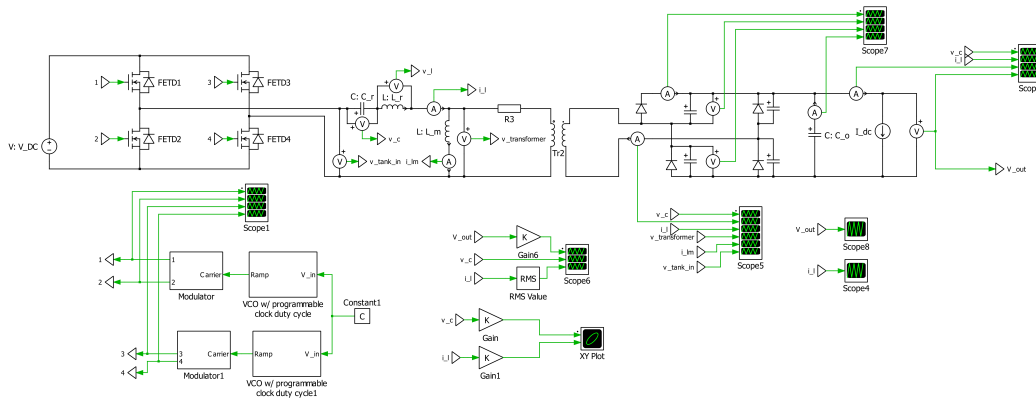 Scope7
v_c
i_l
Scop
1
FETD1
3
FETD3
C: C_r
L: L_r
v_l
i_l
R3
V: V_DC
2
FETD2
4
FETD4
v_c
L: L_m
v_transformer
Tr2
v_tank_in
i_lm
C: C_o
I_dc
V_out
Scope1
1
2
1
2
Carrier
Modulator
Ramp
V_in
VCO w/ programmable
clock duty cycle
Constant1
C
3
4
3
4
Carrier
Modulator1
Ramp
V_in
VCO w/ programmable
clock duty cycle1
V_out
K
Gain6
v_c
i_l
RMS
RMS Value
Scope6
v_c
K
Gain
i_l
K
Gain1
XY Plot
v_c
i_l
v_transformer
i_lm
v_tank_in
Scope5
V_out
Scope8
i_l
Scope4